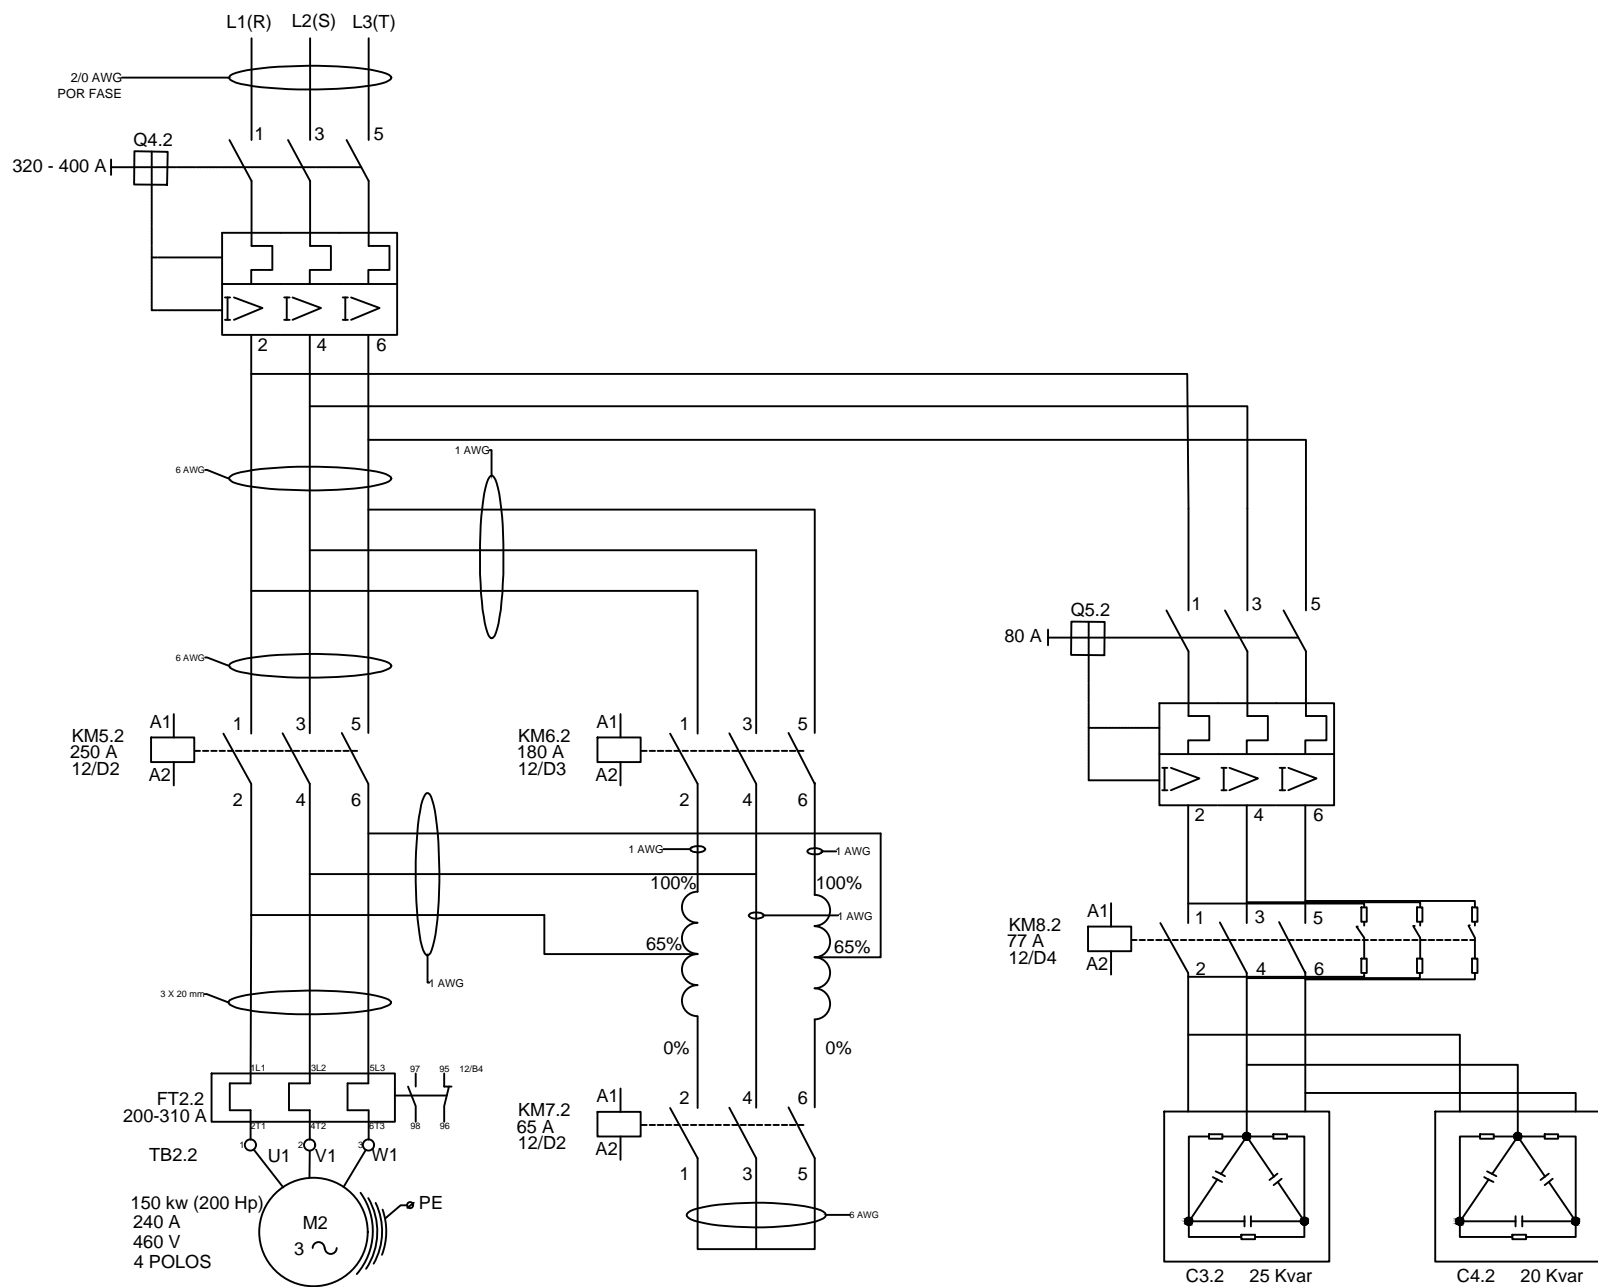 L1(R) L2(S) L3(T)
2/0 AWG
POR FASE
Q4.2
1 3 5
320 - 400 A
2 4 6
1 AWG
6 AWG
6 AWG
Q5.2
1 3 5
80 A
KM5.2
250 A
12/D2
A1
A2
1 3 5
2 4 6
KM6.2
180 A
12/D3
A1
A2
1 3 5
2 4 6
2 4 6
1 AWG
1 AWG
100%
100%
1 AWG
65%
65%
1 AWG
KM8.2
77 A
12/D4
A1
A2
1 3 5
2 4 6
3 X 20 mm
0%
0%
1L1 3L2 5L3
97 95 12/B4
FT2.2
200-310 A
2T1 4T2 6T3
98 96
KM7.2
65 A
12/D2
A1
A2
2 4 6
1 3 5
TB2.2
1 2 3
U1 V1 W1
PE
150 kw (200 Hp)
240 A
460 V
4 POLOS
M2
3
6 AWG
C3.2 25 Kvar
C4.2 20 Kvar